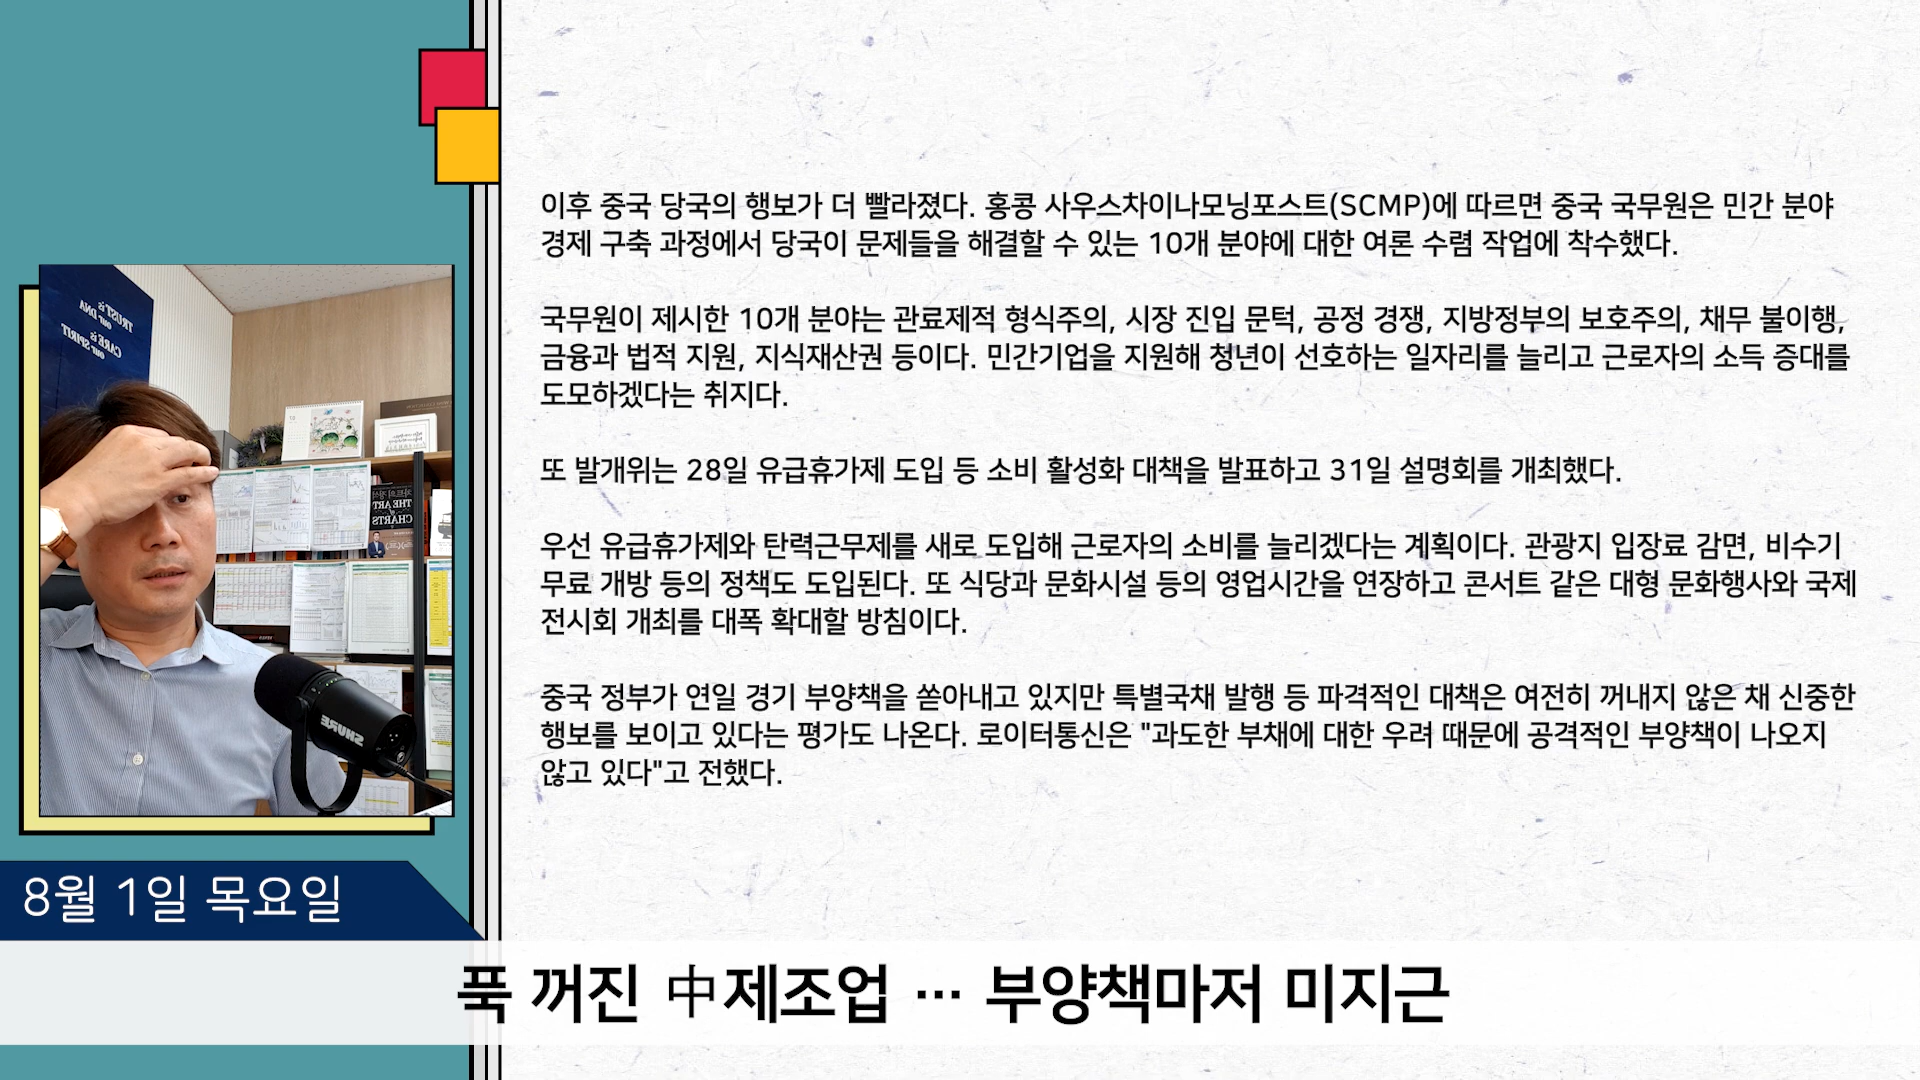 이후 중국 당국의 행보가 더 빨라졌다. 홍콩 사우스차이나모닝포스트(SCMP)에 따르면 중국 국무원은 민간 분야
경제 구축 과정에서 당국이 문제들을 해결할 수 있는 10개 분야에 대한 여론 수렴 작업에 착수했다.
국무원이 제시한 10개 분야는 관료제적 형식주의, 시장 진입 문턱, 공정 경쟁, 지방정부의 보호주의, 채무 불이행,
금융과 법적 지원, 지식재산권 등이다. 민간기업을 지원해 청년이 선호하는 일자리를 늘리고 근로자의 소득 증대를
도모하겠다는 취지다.
또 발개위는 28일 유급휴가제 도입 등 소비 활성화 대책을 발표하고 31일 설명회를 개최했다.
우선 유급휴가제와 탄력근무제를 새로 도입해 근로자의 소비를 늘리겠다는 계획이다. 관광지 입장료 감면, 비수기
무료 개방 등의 정책도 도입된다. 또 식당과 문화시설 등의 영업시간을 연장하고 콘서트 같은 대형 문화행사와 국제
전시회 개최를 대폭 확대할 방침이다.
중국 정부가 연일 경기 부양책을 쏟아내고 있지만 특별국채 발행 등 파격적인 대책은 여전히 꺼내지 않은 채 신중한
행보를 보이고 있다는 평가도 나온다. 로이터통신은 "과도한 부채에 대한 우려 때문에 공격적인 부양책이 나오지
않고 있다"고 전했다.
TRUST is
our DNA
CARE is
our SPIRIT
THE ART
of
CHARTS
SHURE
8월 1일 목요일
푹 꺼진 中제조업 … 부양책마저 미지근